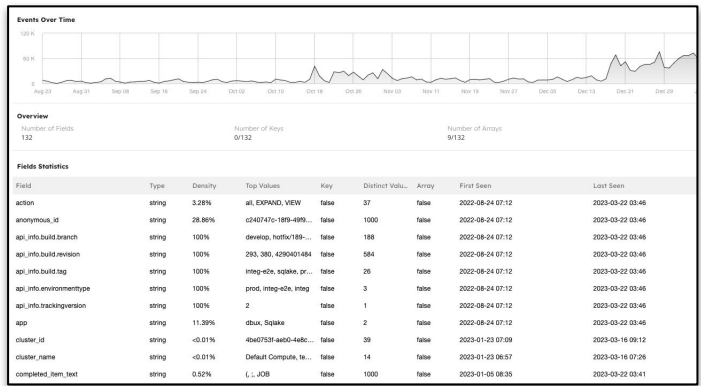 Events Over Time
120 K
60 K
0
Aug 23 Aug 31 Sep 08 Sep 16 Sep 24 Oct 02 Oct 10 Oct 18 Oct 26 Nov 03 Nov 11 Nov 19 Nov 27 Dec 05 Dec 13 Dec 21 Dec 29
Overview
Number of Fields Number of Keys Number of Arrays
132 0/132 9/132
Fields Statistics
Field Type Density Top Values Key Distinct Valu... Array First Seen Last Seen
action string 3.28% all, EXPAND, VIEW false 37 false 2022-08-24 07:12 2023-03-22 03:46
anonymous_id string 28.86% c240747c-18f9-49f9... false 1000 false 2022-08-24 07:12 2023-03-22 03:46
api_info.build.branch string 100% develop, hotfix/189-... false 188 false 2022-08-24 07:12 2023-03-22 03:46
api_info.build.revision string 100% 293, 380, 4290401484 false 584 false 2022-08-24 07:12 2023-03-22 03:46
api_info.build.tag string 100% integ-e2e, sqlake, pr... false 26 false 2022-08-24 07:12 2023-03-22 03:46
api_info.environmenttype string 100% prod, integ-e2e, integ false 3 false 2022-08-24 07:12 2023-03-22 03:46
api_info.trackingversion string 100% 2 false 1 false 2022-08-24 07:12 2023-03-22 03:46
app string 11.39% dbux, Sqlake false 2 false 2022-08-24 07:12 2023-03-22 03:46
cluster_id string <0.01% 4be0753f-aeb0-4e8c... false 39 false 2023-01-23 07:09 2023-03-16 09:12
cluster_name string <0.01% Default Compute, te... false 14 false 2023-01-23 06:57 2023-03-16 07:26
completed_item_text string 0.52% (, ;, JOB false 1000 false 2023-01-05 08:35 2023-03-22 03:41